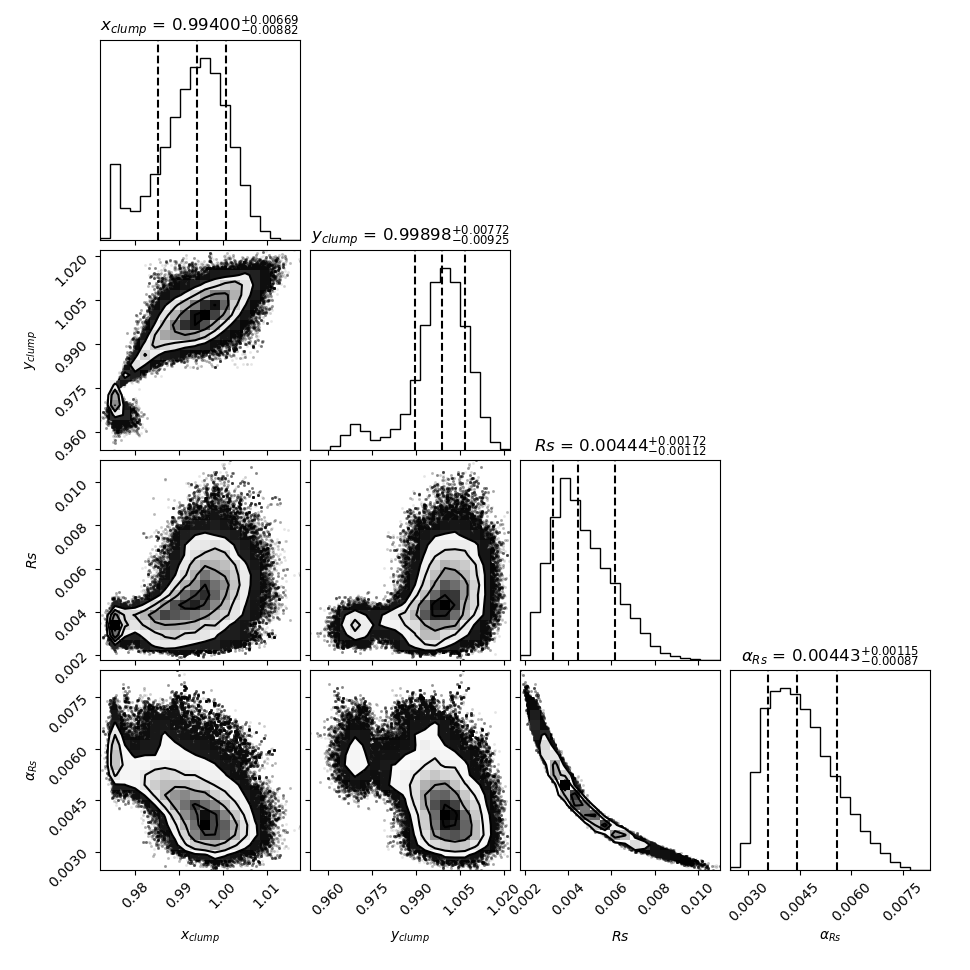 x_clump = 0.99400 +0.00669 −0.00882
y_clump = 0.99898 +0.00772 −0.00925
1.020
1.005
0.990
0.975
0.960
y_clump
Rs = 0.00444 +0.00172 −0.00112
0.010
0.008
0.006
0.004
0.002
Rs
α_Rs = 0.00443 +0.00115 −0.00087
0.0075
0.0060
0.0045
0.0030
α_Rs
0.98 0.99 1.00 1.01
0.960 0.975 0.990 1.005 1.020
0.002 0.004 0.006 0.008 0.010
0.0030 0.0045 0.0060 0.0075
x_clump y_clump Rs α_Rs